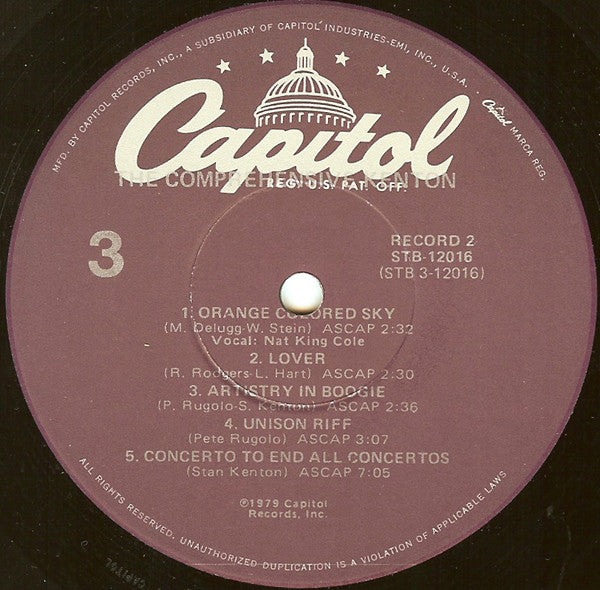 MFD. BY CAPITOL RECORDS, INC., A SUBSIDIARY OF CAPITOL INDUSTRIES-EMI, INC., U.S.A.
Capitol MARCA REG.
Capitol
REG. U.S. PAT. OFF.
THE COMPREHENSIVE KENTON
3
RECORD 2
STB-12016
(STB 3-12016)
1. ORANGE COLORED SKY
(M. Delugg-W. Stein) ASCAP 2:32
Vocal: Nat King Cole
2. LOVER
(R. Rodgers-L. Hart) ASCAP 2:30
3. ARTISTRY IN BOOGIE
(P. Rugolo-S. Kenton) ASCAP 2:36
4. UNISON RIFF
(Pete Rugolo) ASCAP 3:07
5. CONCERTO TO END ALL CONCERTOS
(Stan Kenton) ASCAP 7:05
℗1979 Capitol
Records, Inc.
ALL RIGHTS RESERVED. UNAUTHORIZED DUPLICATION IS A VIOLATION OF APPLICABLE LAWS
CAPITOL